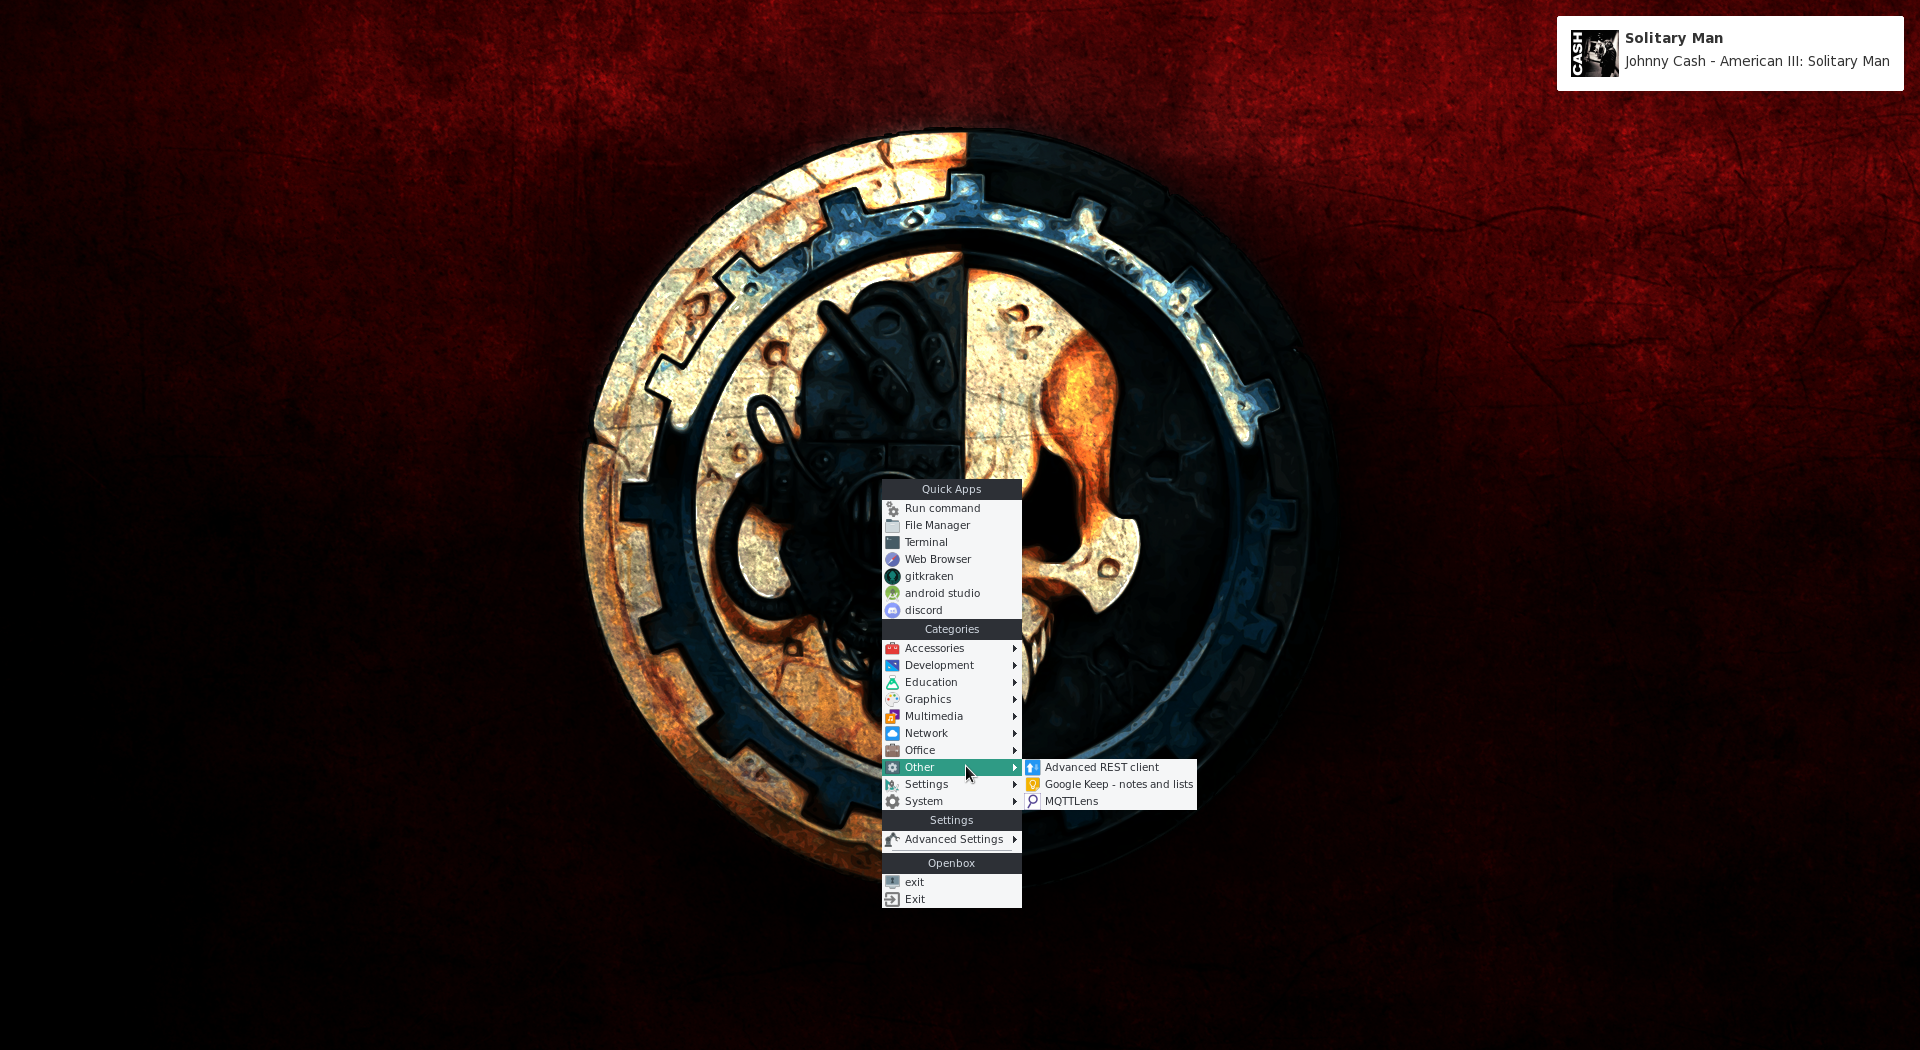 CASH
Solitary Man
Johnny Cash - American III: Solitary Man
Quick Apps
Run command
File Manager
Terminal
Web Browser
gitkraken
android studio
discord
Categories
Accessories
Development
Education
Graphics
Multimedia
Network
Office
Other
Advanced REST client
Settings
Google Keep - notes and lists
System
MQTTLens
Settings
Advanced Settings
Openbox
exit
Exit